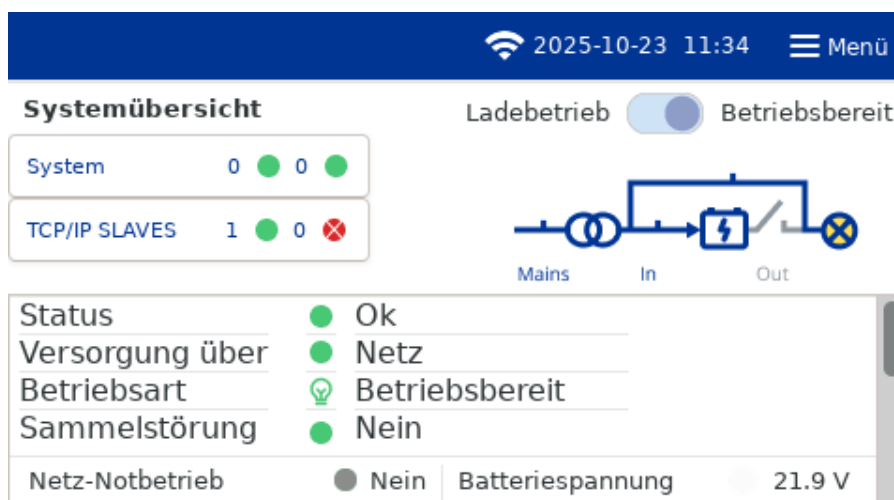 2025-10-23 11:34 Menü
Systemübersicht
Ladebetrieb Betriebsbereit
System 0 0
TCP/IP SLAVES 1 0
Mains In Out
Status Ok
Versorgung über Netz
Betriebsart Betriebsbereit
Sammelstörung Nein
Netz-Notbetrieb Nein Batteriespannung 21.9 V